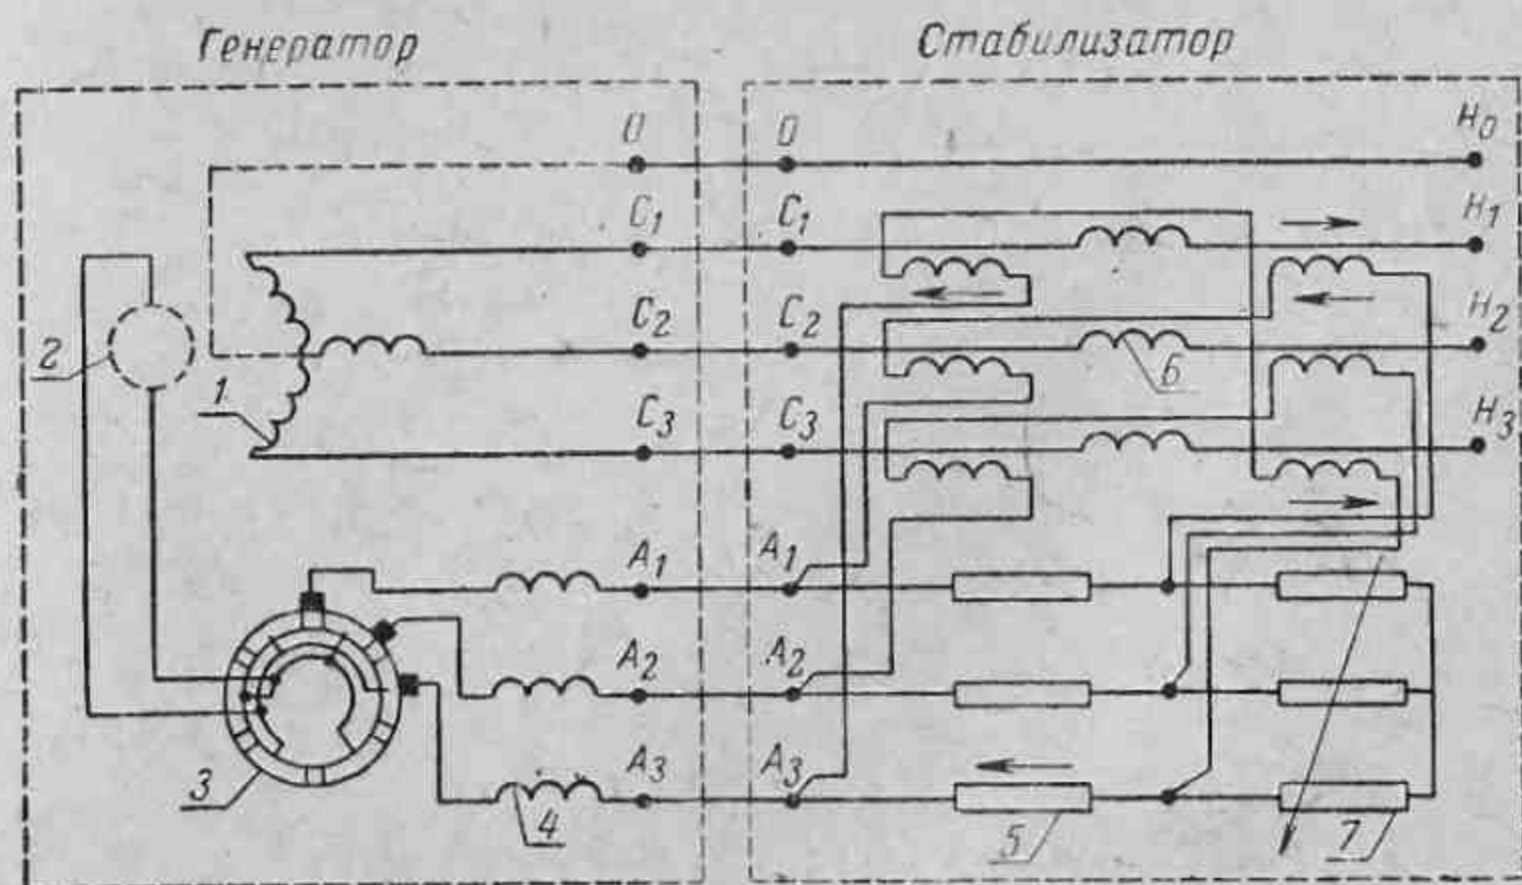 Генератор
Стабилизатор
0 0 H₀
C₁ C₁ H₁
C₂ C₂ H₂
2
1
6
C₃ C₃ H₃
A₁ A₁
A₂ A₂
A₃ A₃
3
4
5
7